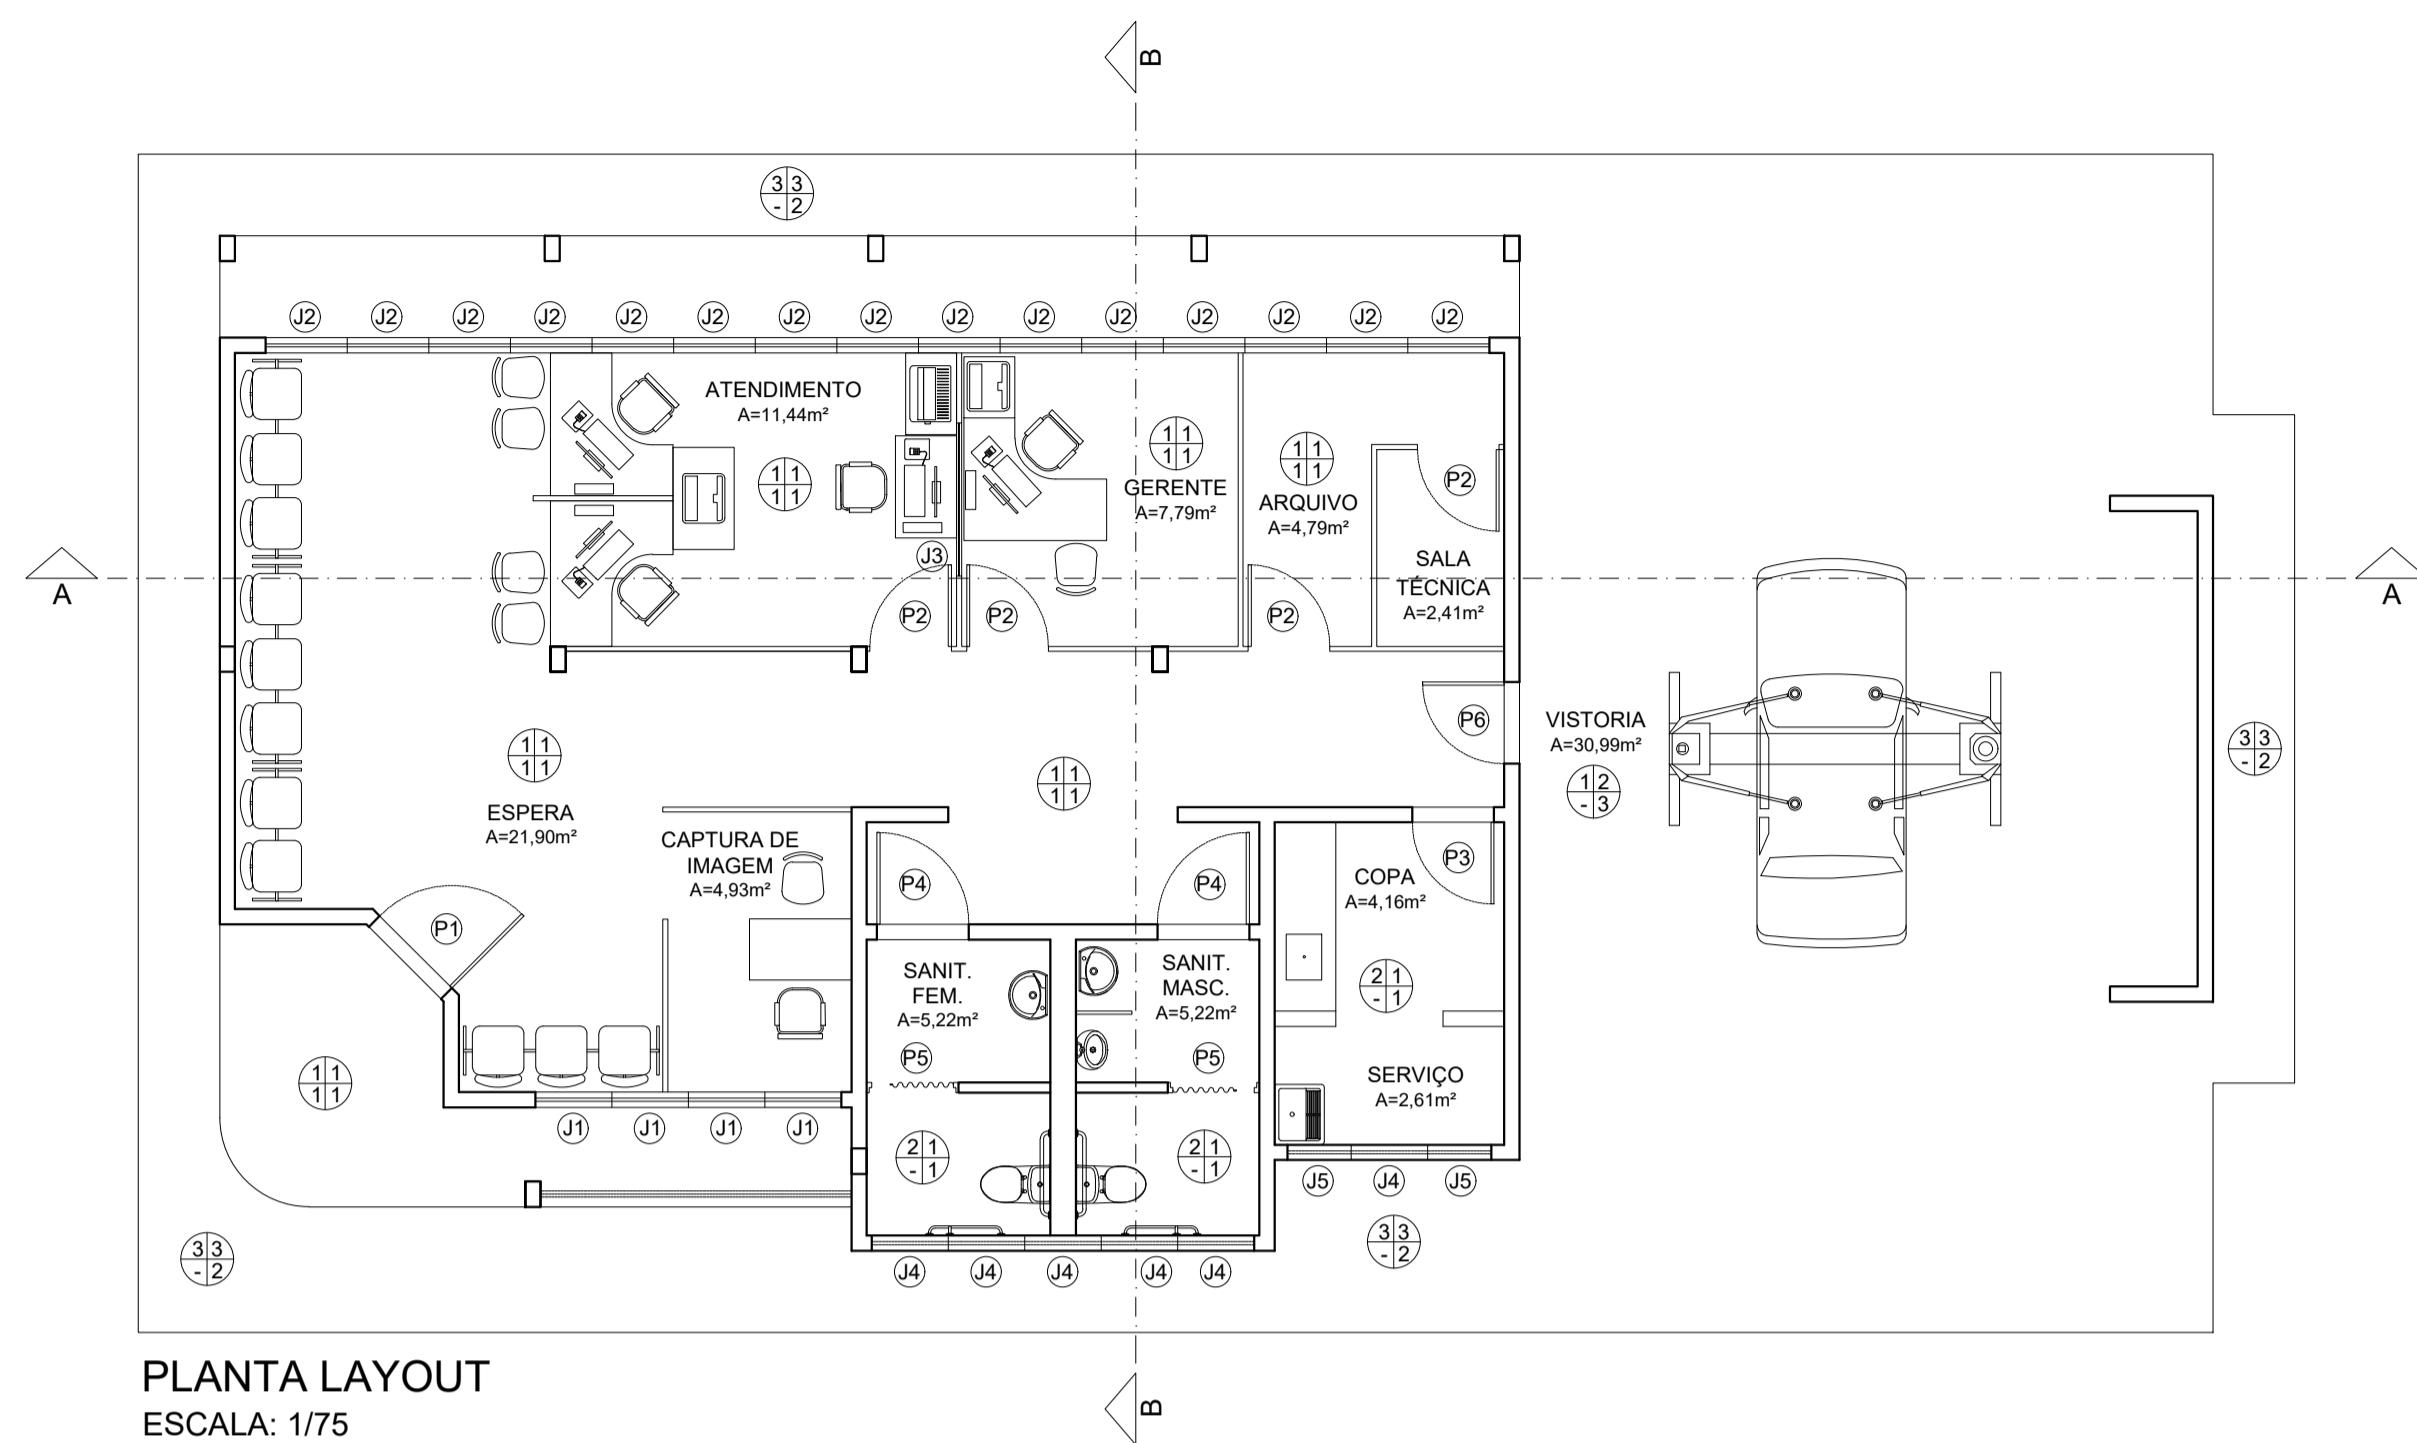 B
3 3
- 2
J2 J2 J2 J2 J2 J2 J2 J2 J2 J2 J2 J2 J2 J2 J2
ATENDIMENTO
A=11,44m²
1 1
1 1
J3
P2
1 1
1 1
GERENTE
A=7,79m²
P2
1 1
1 1
ARQUIVO
A=4,79m²
P2
P2
SALA
TÉCNICA
A=2,41m²
A
A
P6
VISTORIA
A=30,99m²
1 2
- 3
3 3
- 2
1 1
1 1
ESPERA
A=21,90m²
1 1
1 1
CAPTURA DE
IMAGEM
A=4,93m²
P1
P4
P4
P3
COPA
A=4,16m²
2 1
- 1
SANIT.
FEM.
A=5,22m²
P5
2 1
- 1
SANIT.
MASC.
A=5,22m²
P5
2 1
- 1
SERVIÇO
A=2,61m²
1 1
1 1
J1 J1 J1 J1
J5 J4 J5
3 3
- 2
3 3
- 2
J4 J4 J4 J4 J4
B
PLANTA LAYOUT
ESCALA: 1/75